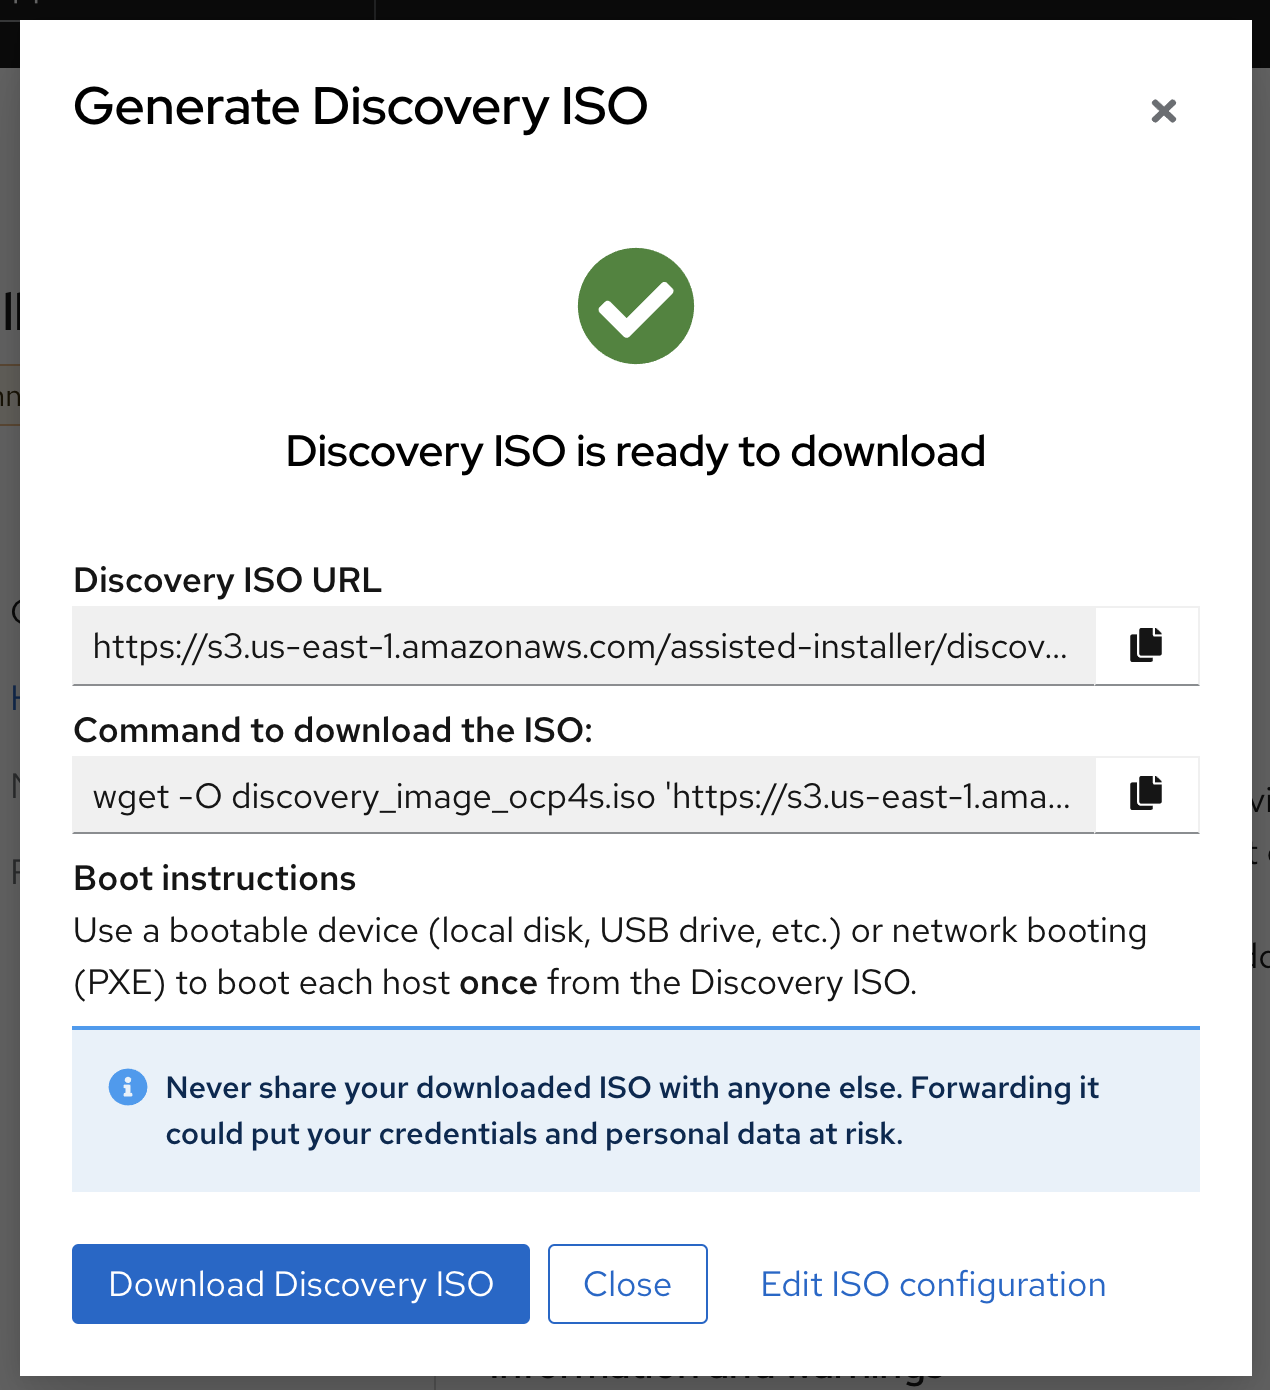 Generate Discovery ISO
Discovery ISO is ready to download
Discovery ISO URL
https://s3.us-east-1.amazonaws.com/assisted-installer/discov...
Command to download the ISO:
wget -O discovery_image_ocp4s.iso 'https://s3.us-east-1.ama...
Boot instructions
Use a bootable device (local disk, USB drive, etc.) or network booting
(PXE) to boot each host once from the Discovery ISO.
Never share your downloaded ISO with anyone else. Forwarding it
could put your credentials and personal data at risk.
Download Discovery ISO
Close
Edit ISO configuration